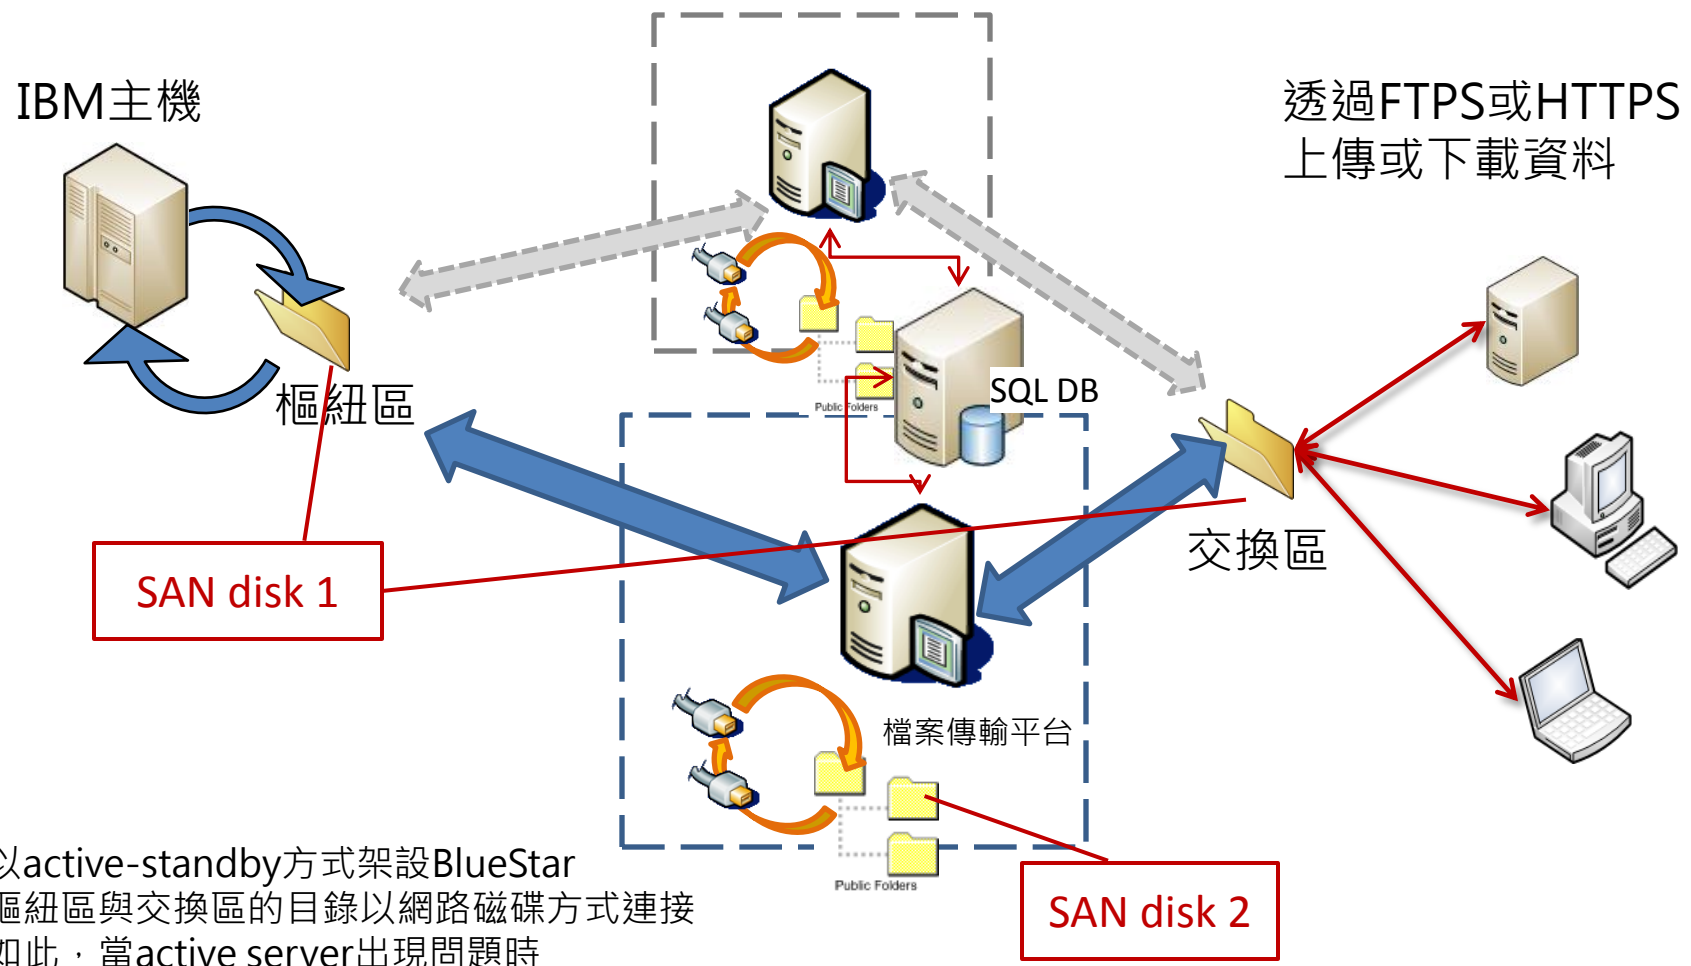 IBM主機
透過FTPS或HTTPS
上傳或下載資料
樞紐區
Public Folders
SQL DB
交換區
SAN disk 1
檔案傳輸平台
Public Folders
SAN disk 2
以active-standby方式架設BlueStar
樞紐區與交換區的目錄以網路磁碟方式連接
如此，當active server出現問題時